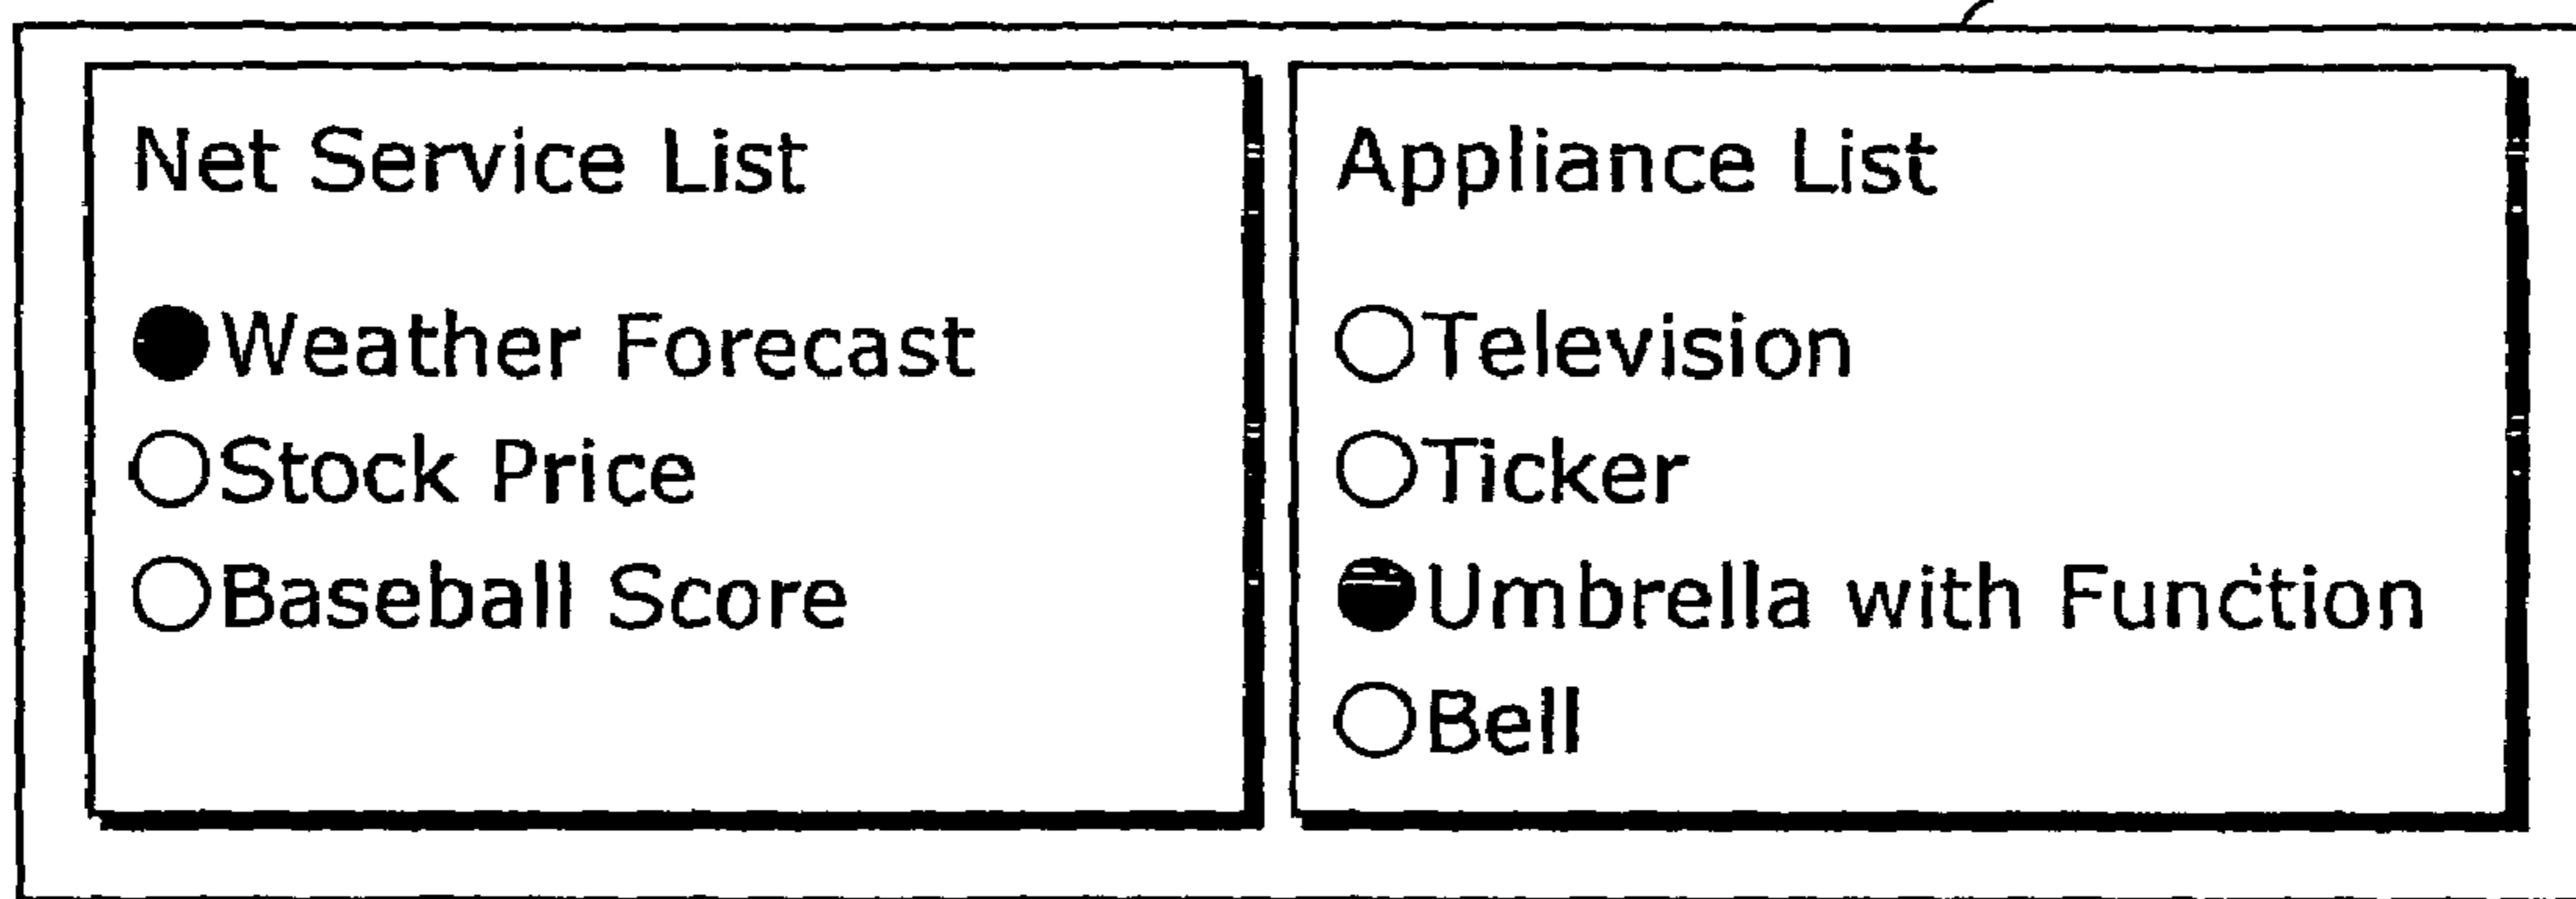 Net Service List
●Weather Forecast
○Stock Price
○Baseball Score
Appliance List
○Television
○Ticker
●Umbrella with Function
○Bell